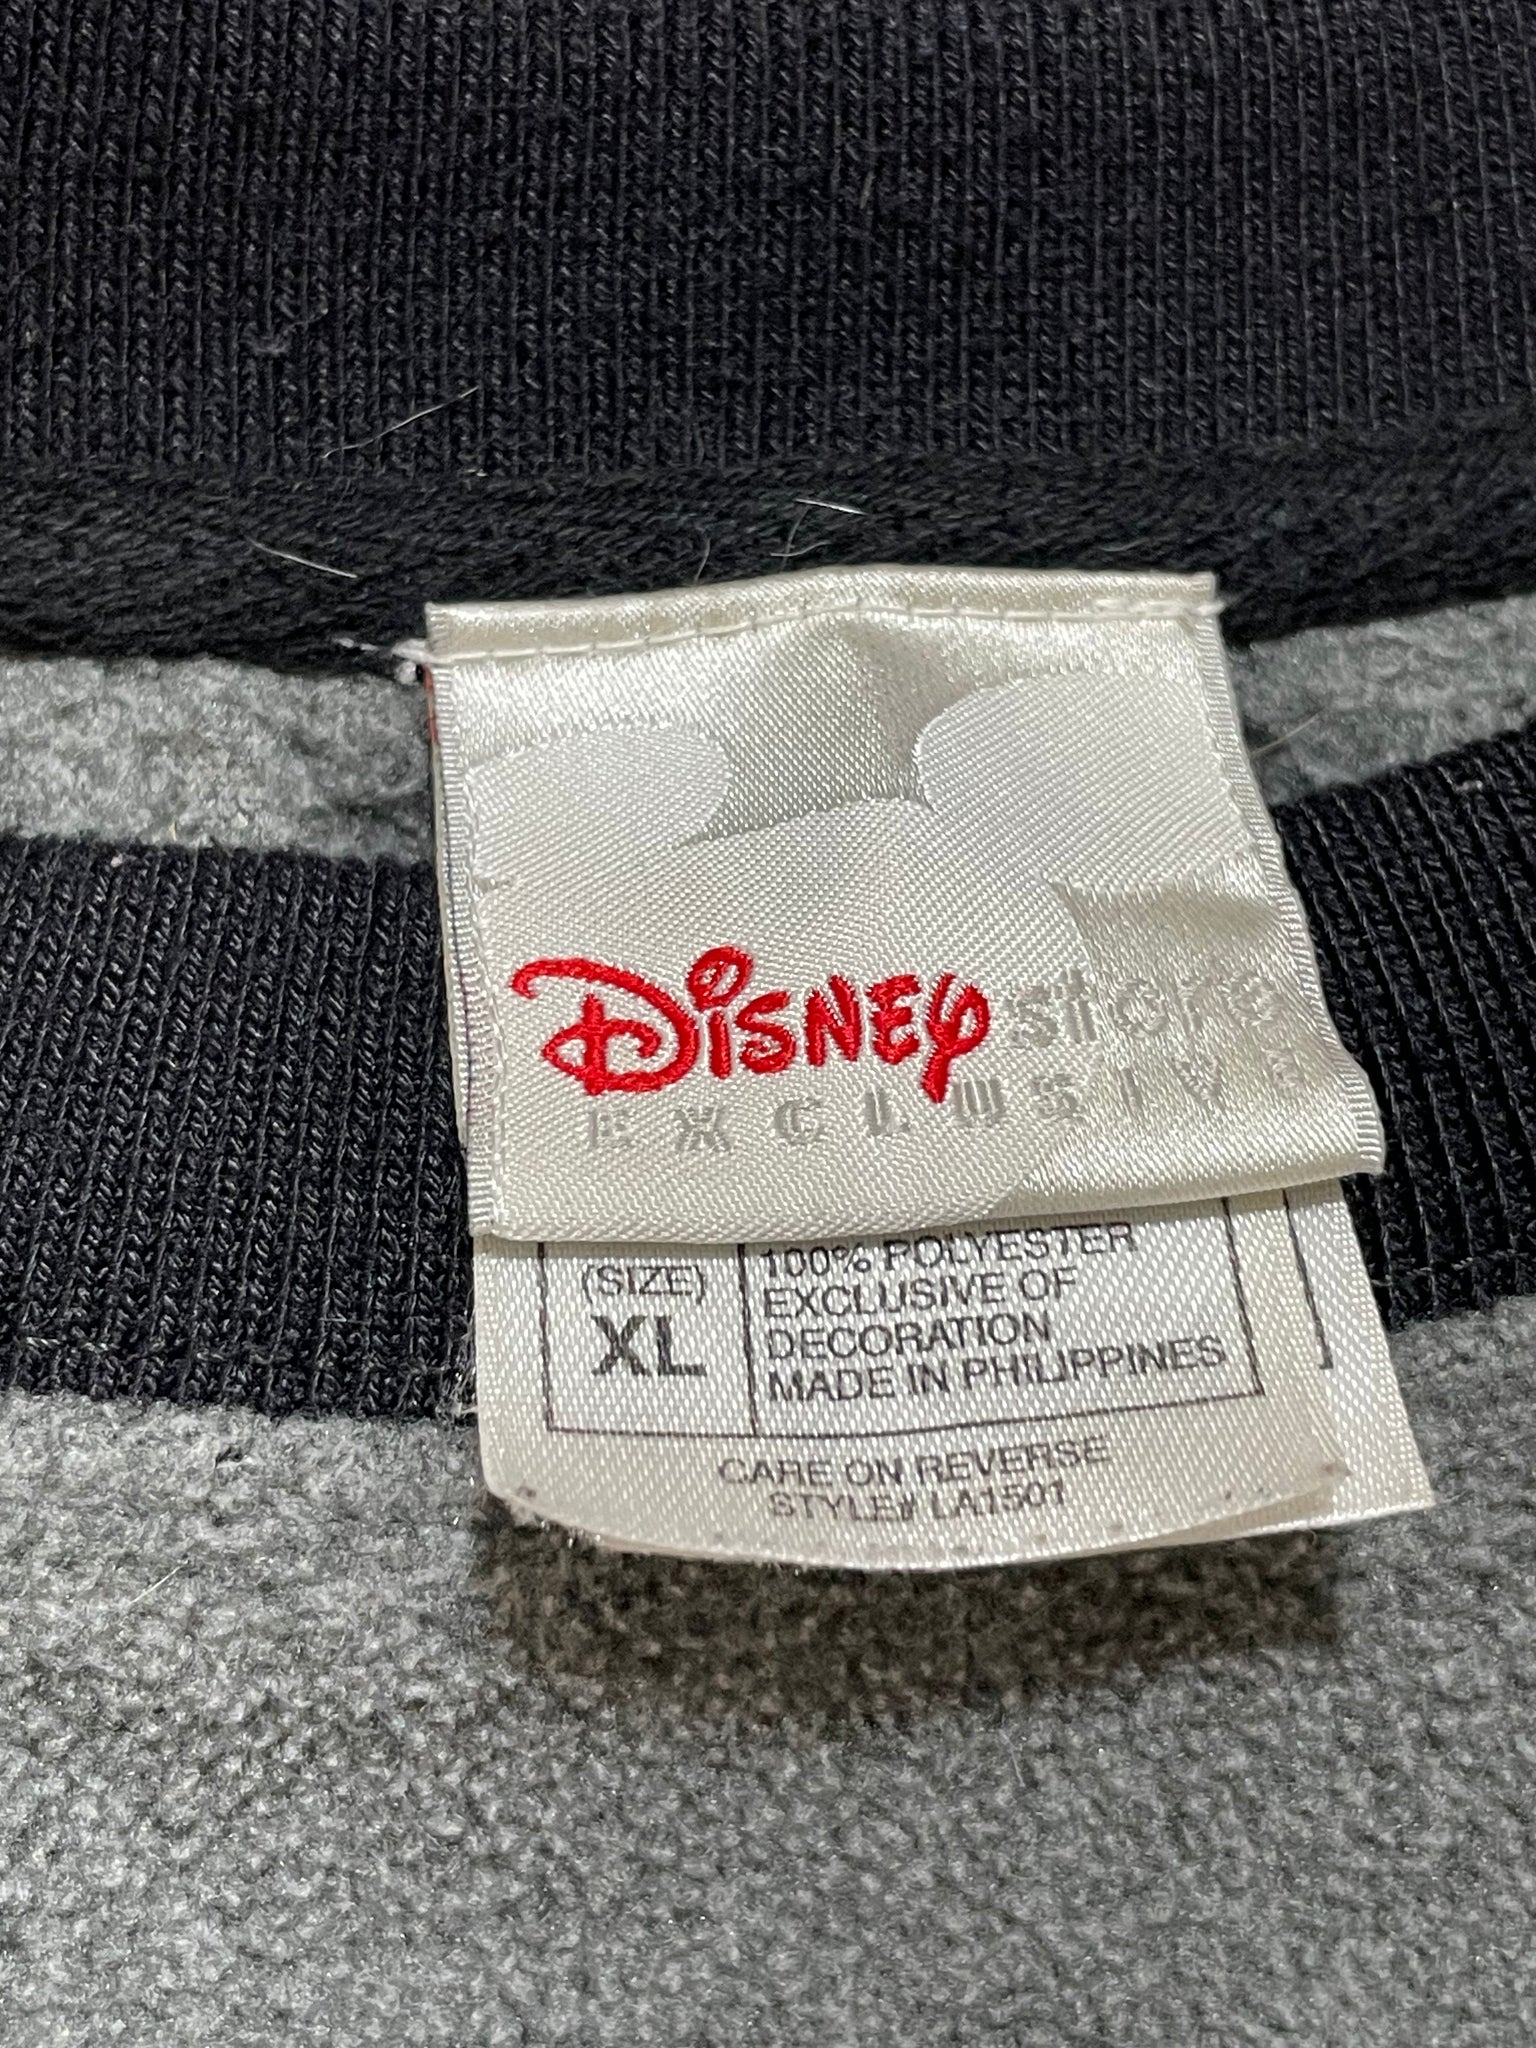 Disney store
EXCLUSIVE
(SIZE)
XL
100% POLYESTER
EXCLUSIVE OF
DECORATION
MADE IN PHILIPPINES
CARE ON REVERSE
STYLE# LA1501